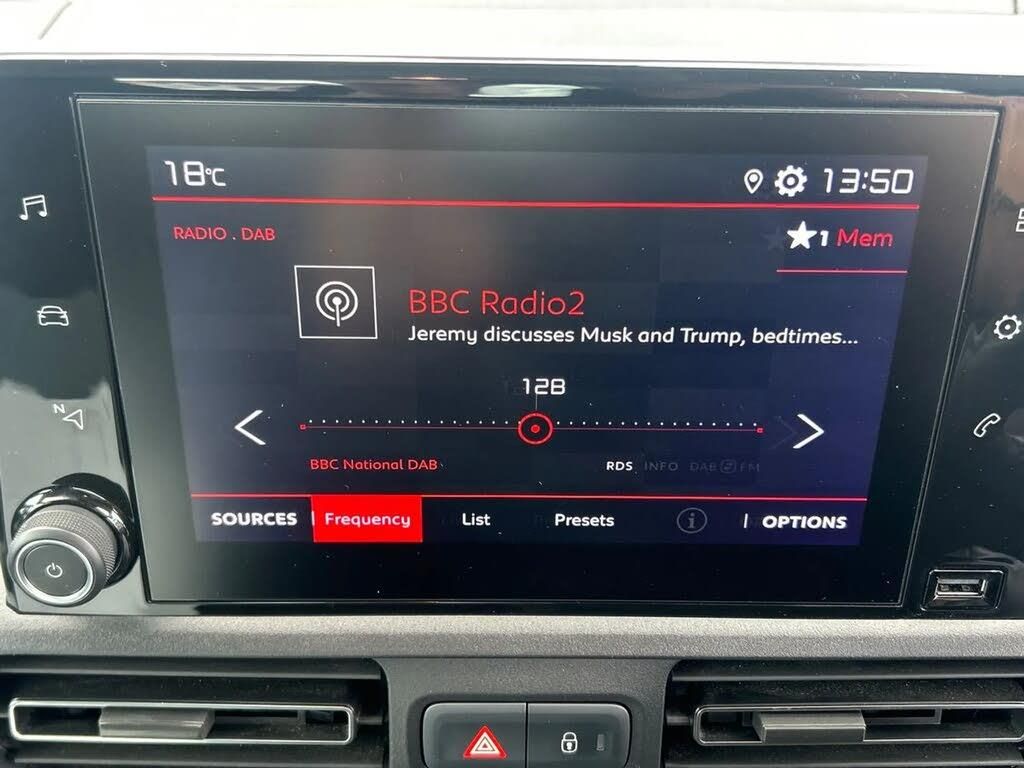 18°C
13:50
RADIO . DAB
1 Mem
BBC Radio2
Jeremy discusses Musk and Trump, bedtimes...
12B
BBC National DAB
RDS INFO DAB FM
SOURCES Frequency List Presets OPTIONS
N